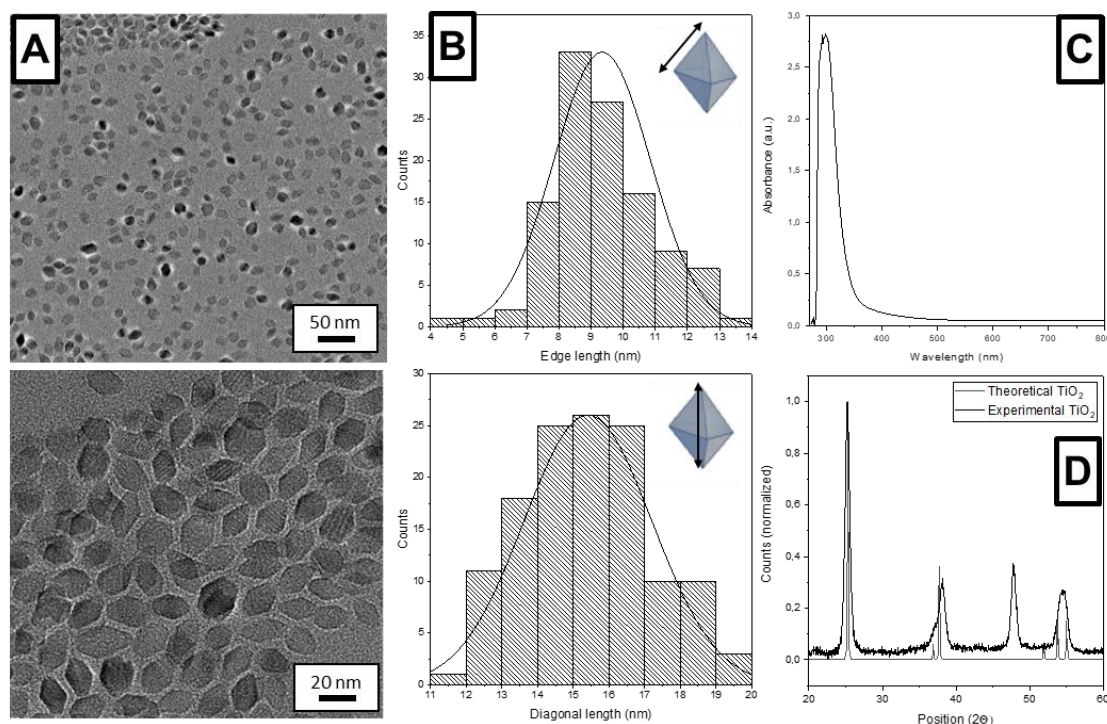 A
50 nm
20 nm
B
Counts
35
30
25
20
15
10
5
0
4 5 6 7 8 9 10 11 12 13 14
Edge length (nm)
Counts
30
25
20
15
10
5
0
11 12 13 14 15 16 17 18 19 20
Diagonal length (nm)
C
Absorbance (a.u.)
3,0
2,5
2,0
1,5
1,0
0,5
0,0
300 400 500 600 700 800
Wavelength (nm)
Theoretical TiO₂
Experimental TiO₂
D
Counts (normalized)
1,0
0,8
0,6
0,4
0,2
0,0
20 30 40 50 60
Position (2Θ)